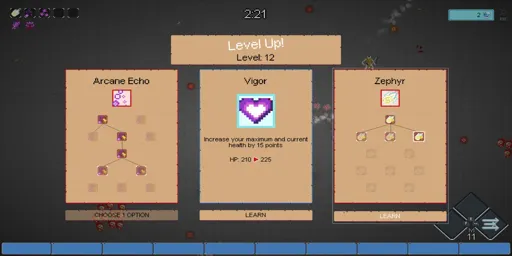 2:21
2
Level Up!
Level: 12
Arcane Echo
Vigor
Zephyr
Increase your maximum and current
health by 15 points
HP: 210 ► 225
CHOOSE 1 OPTION
LEARN
LEARN
11